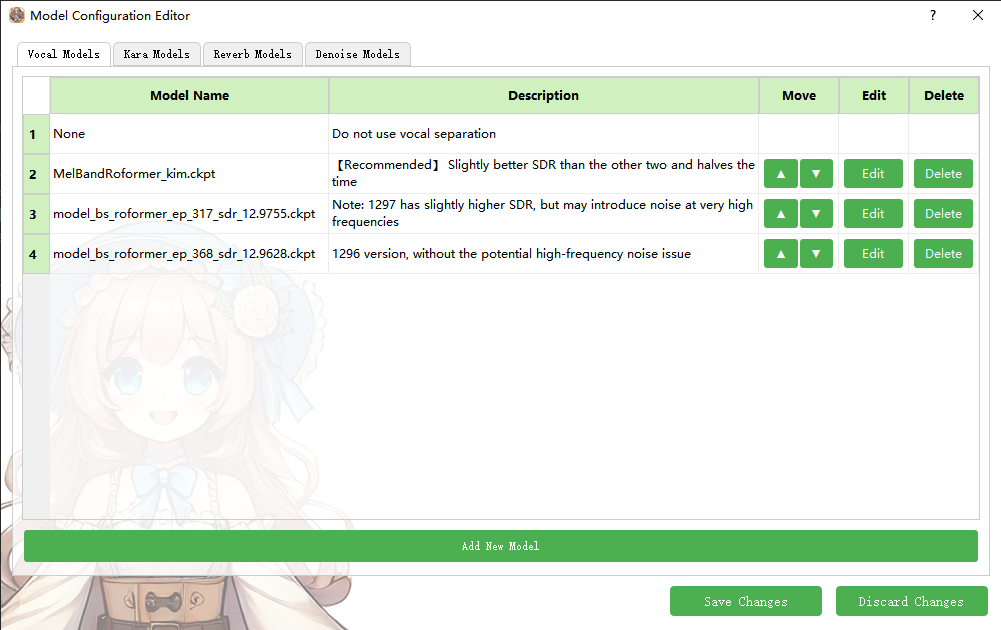 Model Configuration Editor ?
Vocal Models Kara Models Reverb Models Denoise Models
Model Name Description Move Edit Delete
1 None Do not use vocal separation
2 MelBandRoformer_kim.ckpt 【Recommended】 Slightly better SDR than the other two and halves the
time
▲ ▼ Edit Delete
3 model_bs_roformer_ep_317_sdr_12.9755.ckpt Note: 1297 has slightly higher SDR, but may introduce noise at very high
frequencies
▲ ▼ Edit Delete
4 model_bs_roformer_ep_368_sdr_12.9628.ckpt 1296 version, without the potential high-frequency noise issue ▲ ▼ Edit Delete
Add New Model
Save Changes Discard Changes